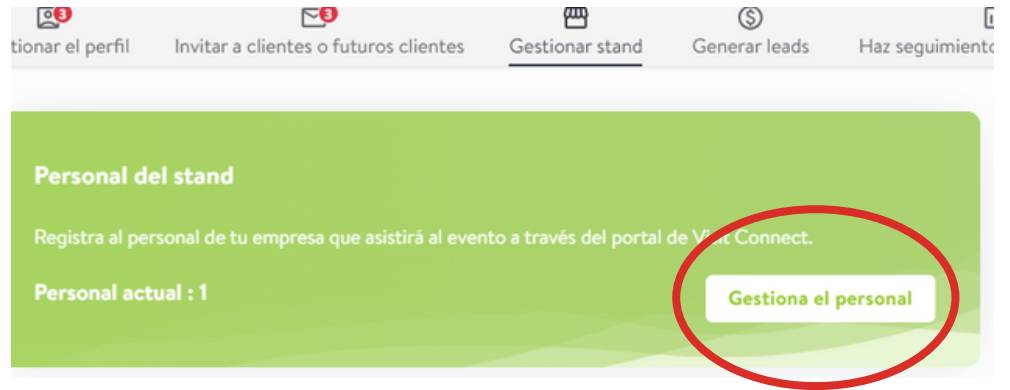 3 3
tionar el perfil Invitar a clientes o futuros clientes Gestionar stand Generar leads Haz seguimiento
Personal del stand
Registra al personal de tu empresa que asistirá al evento a través del portal de Visit Connect.
Personal actual : 1
Gestiona el personal